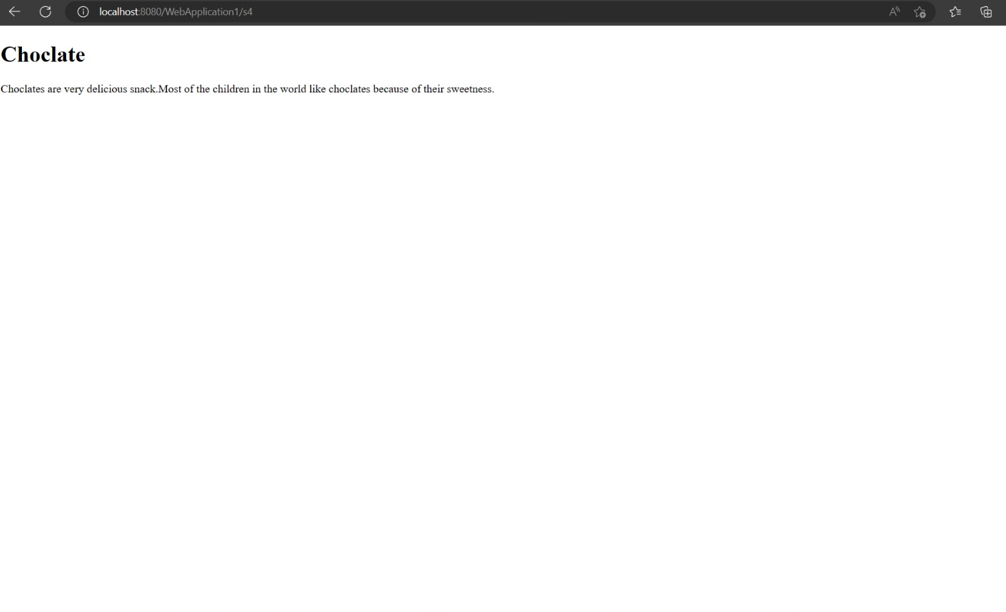 localhost:8080/WebApplication1/s4
Choclate
Choclates are very delicious snack.Most of the children in the world like choclates because of their sweetness.